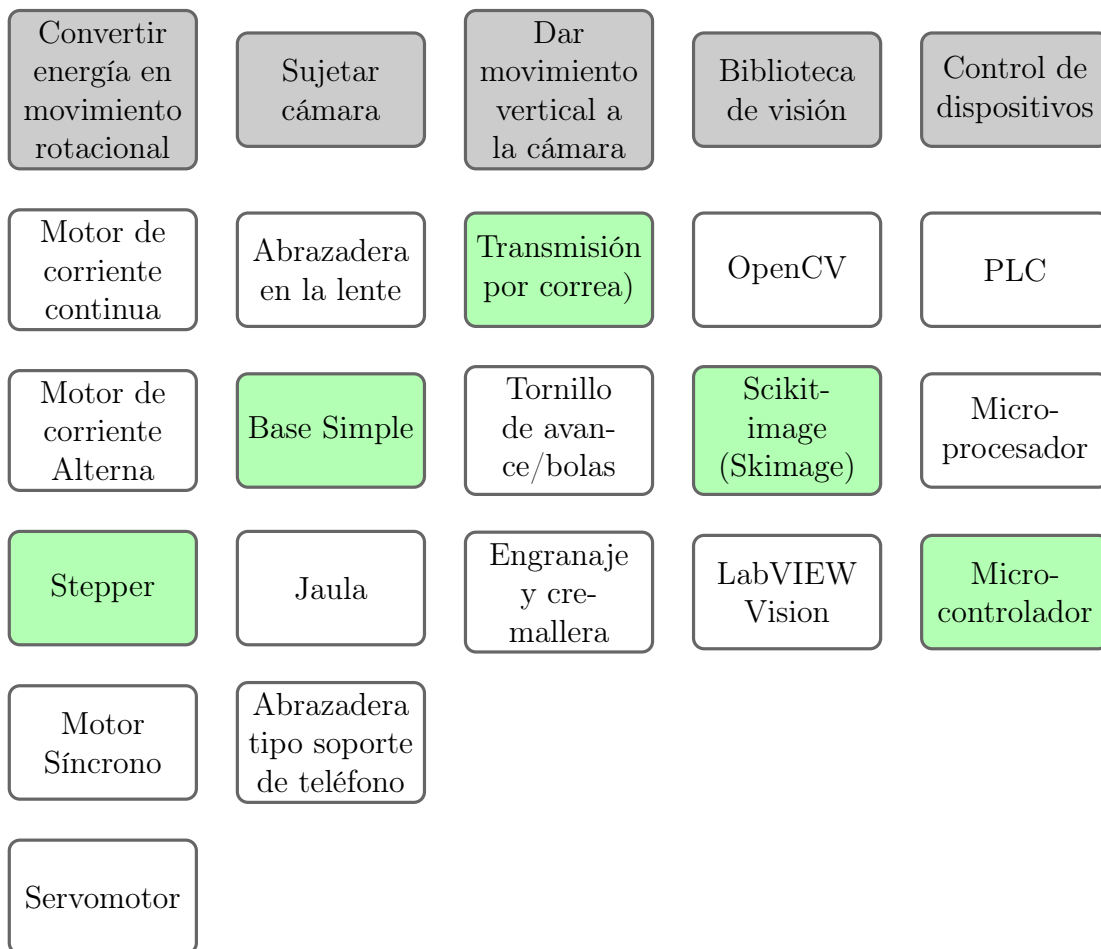 Convertir
energía en
movimiento
rotacional
Sujetar
cámara
Dar
movimiento
vertical a
la cámara
Biblioteca
de visión
Control de
dispositivos
Motor de
corriente
continua
Abrazadera
en la lente
Transmisión
por correa)
OpenCV
PLC
Motor de
corriente
Alterna
Base Simple
Tornillo
de avan-
ce/bolas
Scikit-
image
(Skimage)
Micro-
procesador
Stepper
Jaula
Engranaje
y cre-
mallera
LabVIEW
Vision
Micro-
controlador
Motor
Síncrono
Abrazadera
tipo soporte
de teléfono
Servomotor